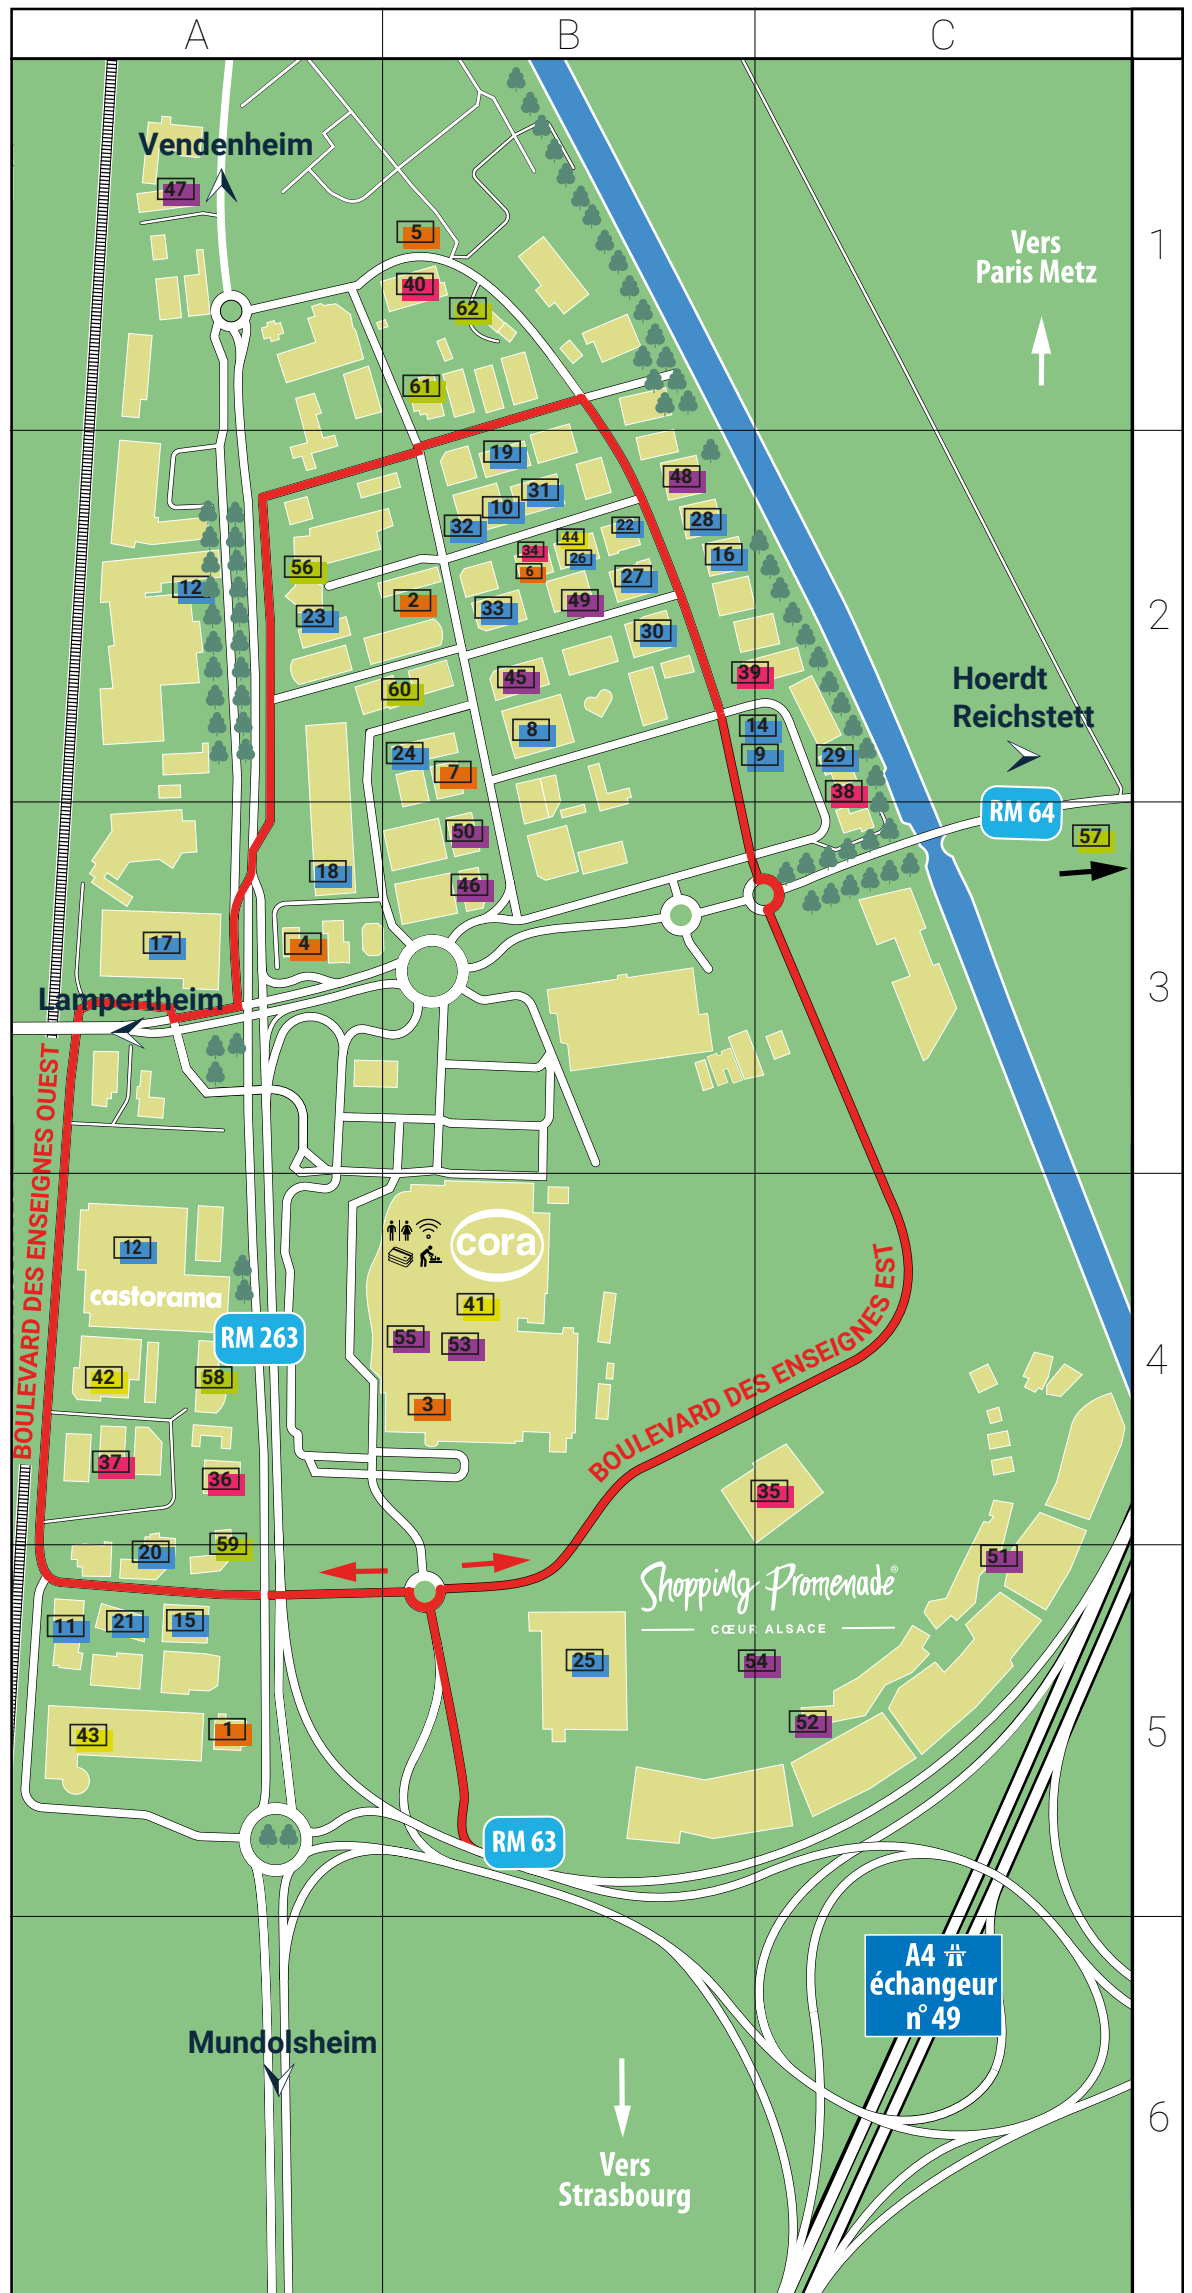 A
B
C
1
2
3
4
5
6
Vendenheim
47
5
40
62
61
Vers
Paris Metz
19
48
31
10
32
28
22
44
34
26
16
6
27
56
12
2
33
49
23
30
39
45
60
8
14
24
9
29
7
38
Hoerdt
Reichstett
RM 64
57
50
18
46
17
4
Lampertheim
BOULEVARD DES ENSEIGNES OUEST
12
castorama
cora
RM 263
41
55
53
42
58
3
BOULEVARD DES ENSEIGNES EST
37
36
35
20
59
51
Shopping Promenade®
CŒUR ALSACE
11
21
15
25
54
52
43
1
RM 63
A4
échangeur
n° 49
Mundolsheim
Vers
Strasbourg